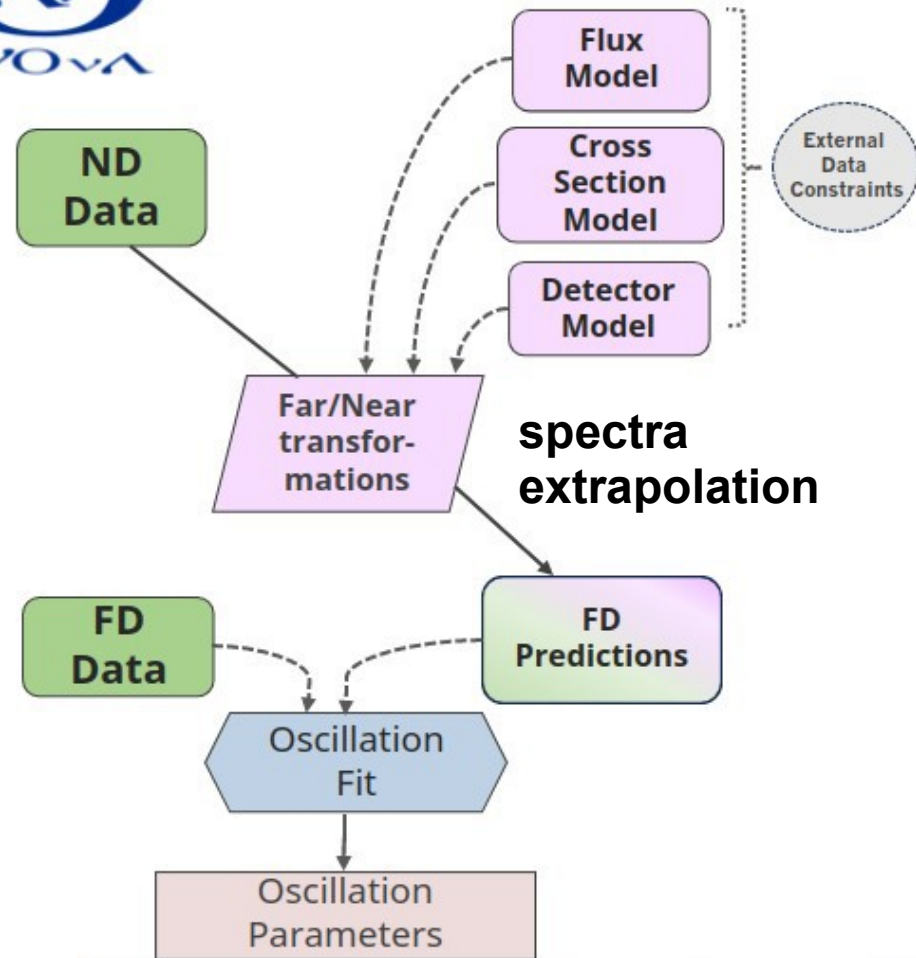 Flux
Model
ND
Data
Cross
Section
Model
External
Data
Constraints
Detector
Model
Far/Near
transfor-
mations
spectra
extrapolation
FD
Data
FD
Predictions
Oscillation
Fit
Oscillation
Parameters